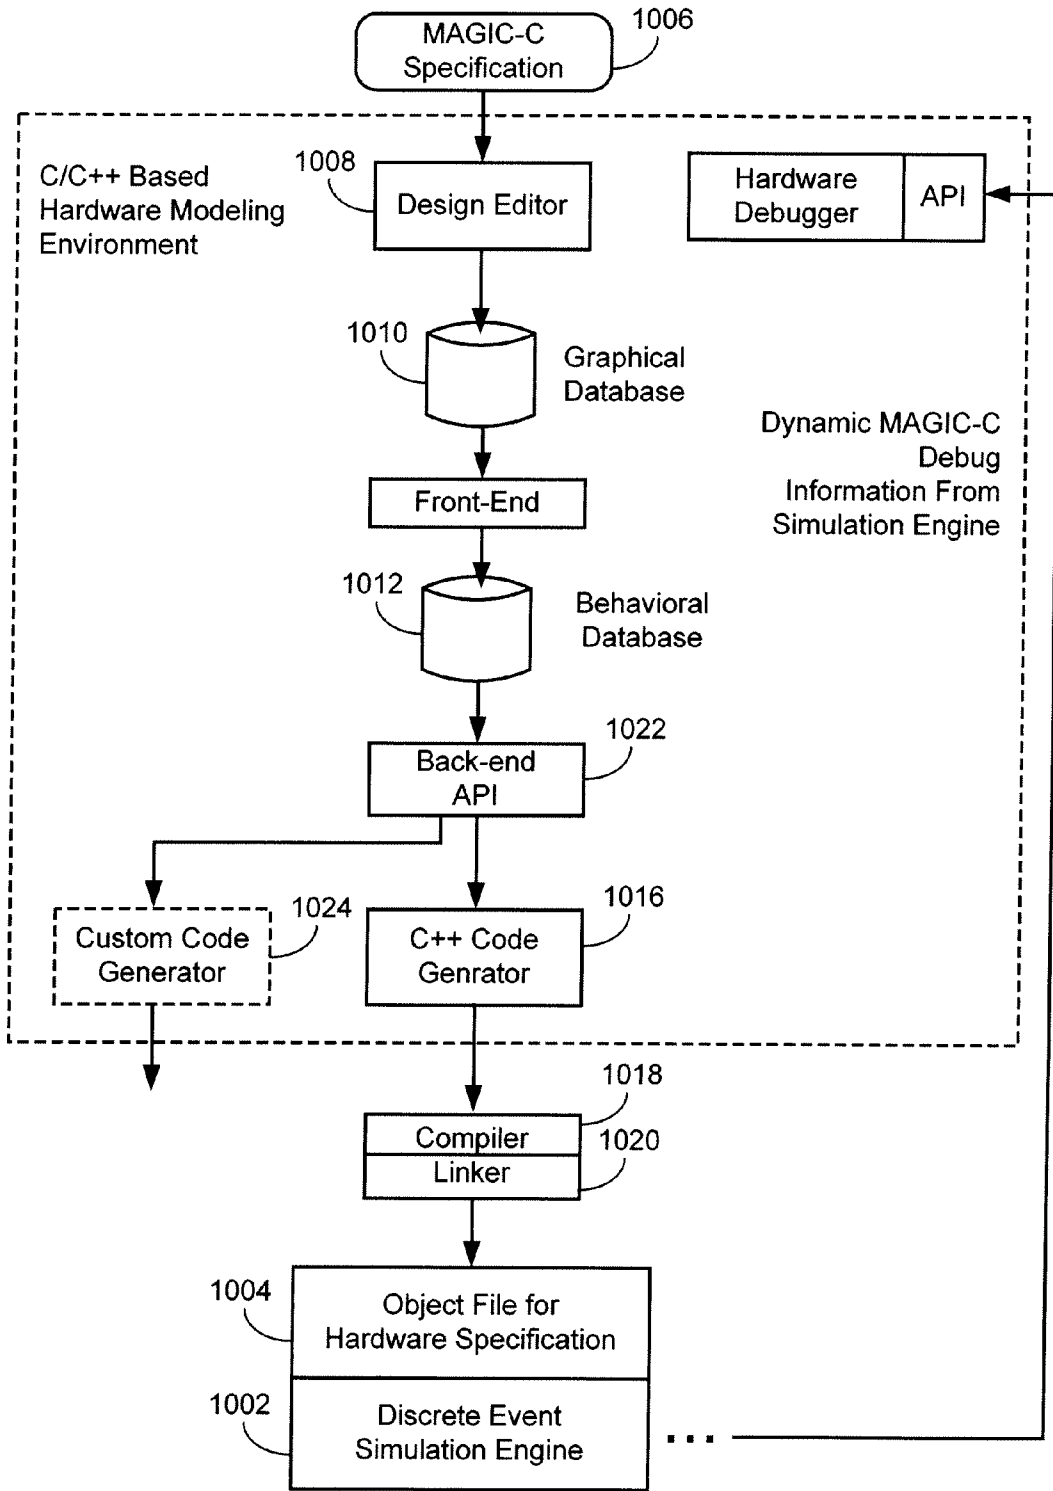 MAGIC-C
Specification
1006
C/C++ Based
Hardware Modeling
Environment
1008
Design Editor
Hardware
Debugger
API
1010
Graphical
Database
Dynamic MAGIC-C
Debug
Information From
Simulation Engine
Front-End
1012
Behavioral
Database
1022
Back-end
API
1024
Custom Code
Generator
1016
C++ Code
Genrator
1018
Compiler
1020
Linker
1004
Object File for
Hardware Specification
1002
Discrete Event
Simulation Engine
...